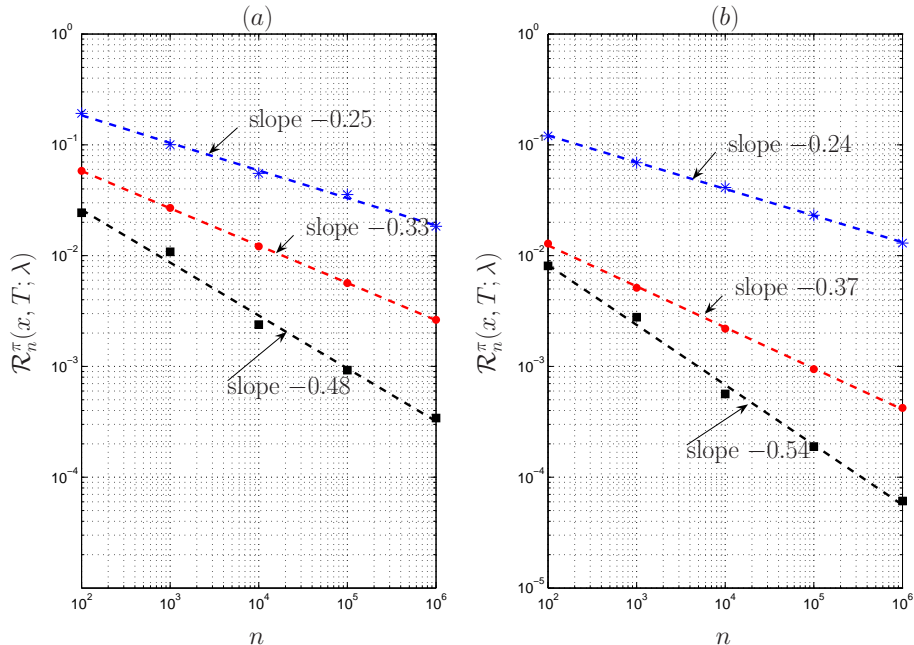 (a)
10^0
10^{-1}
10^{-2}
10^{-3}
10^{-4}
R_n^π(x, T; λ)
slope −0.25
slope −0.33
slope −0.48
10^2
10^3
10^4
10^5
10^6
n
(b)
10^0
10^{-1}
10^{-2}
10^{-3}
10^{-4}
10^{-5}
R_n^π(x, T; λ)
slope −0.24
slope −0.37
slope −0.54
10^2
10^3
10^4
10^5
10^6
n